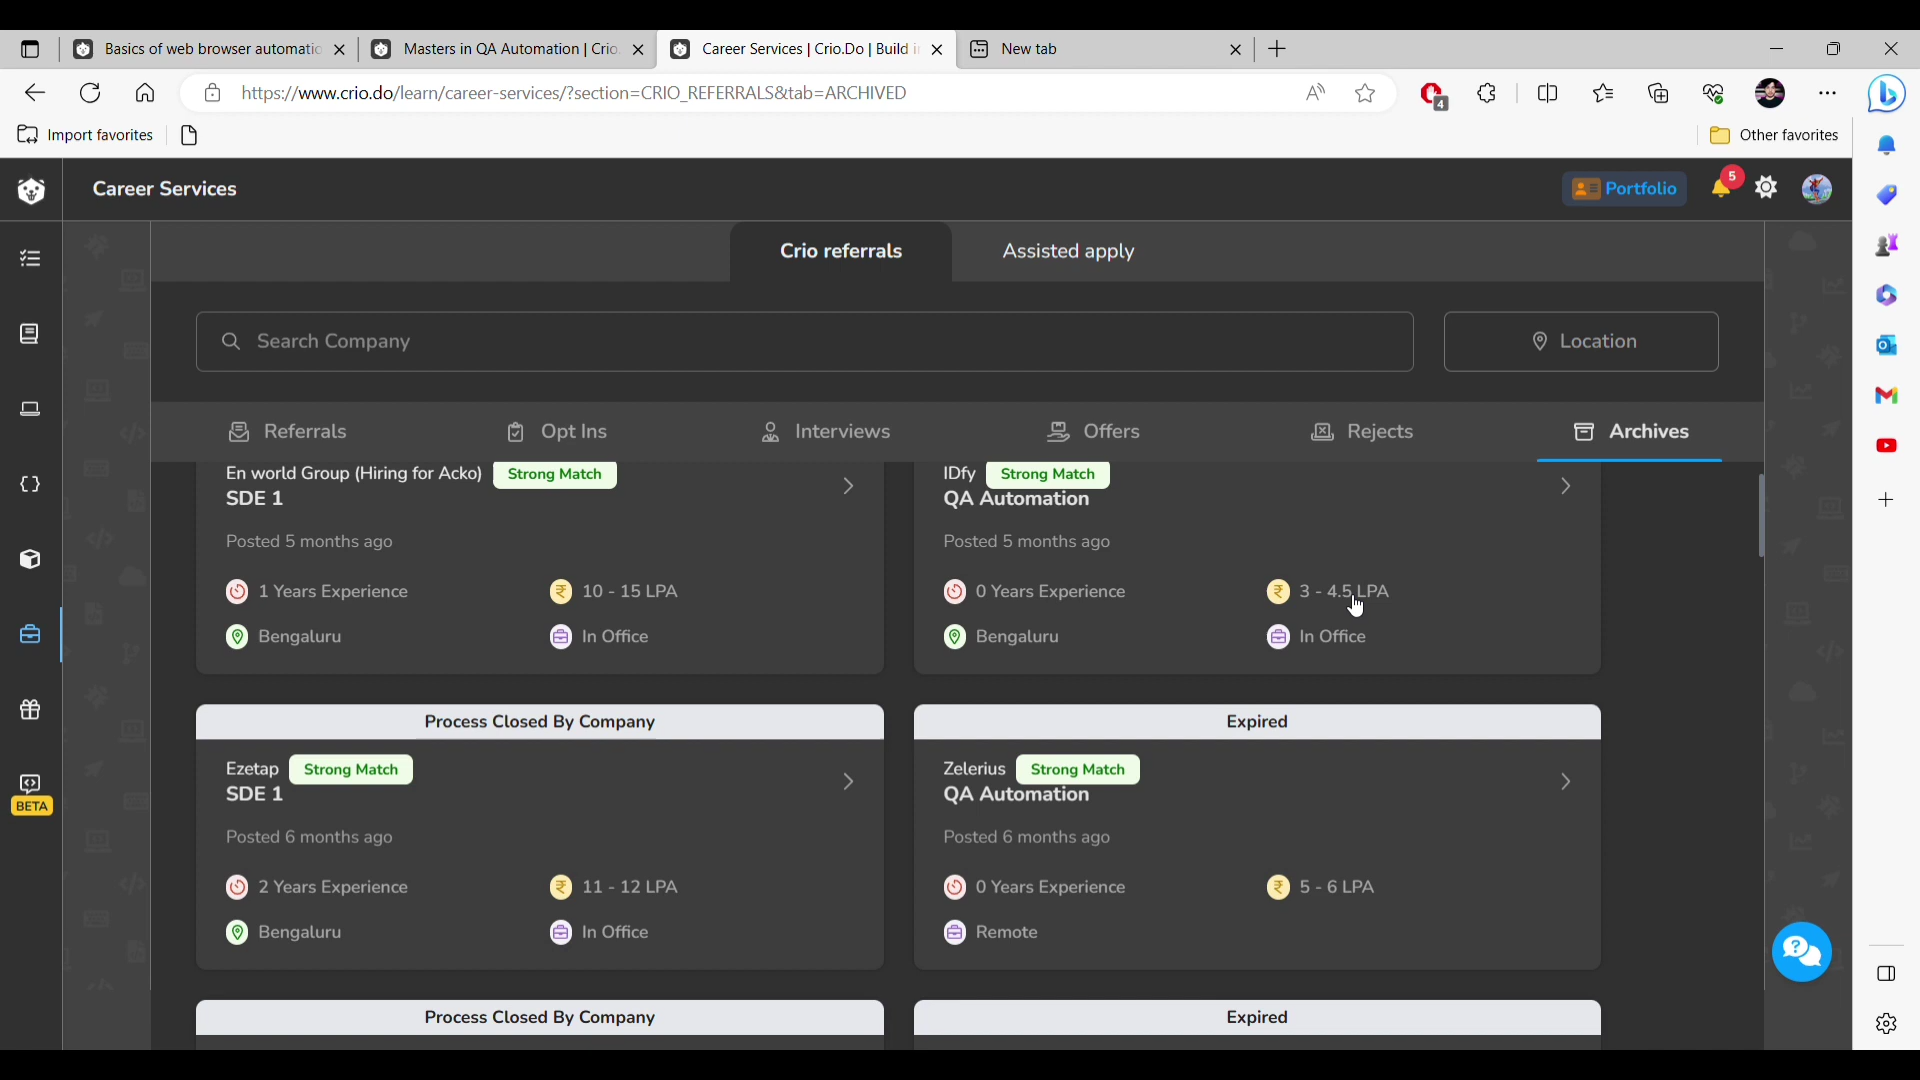 Basics of web browser automatic
Masters in QA Automation | Crio.
Career Services | Crio.Do | Build i
New tab
https://www.crio.do/learn/career-services/?section=CRIO_REFERRALS&tab=ARCHIVED
4
Import favorites
Other favorites
Career Services
Portfolio
5
Crio referrals
Assisted apply
Search Company
Location
Referrals
Opt Ins
Interviews
Offers
Rejects
Archives
En world Group (Hiring for Acko) Strong Match
SDE 1
Posted 5 months ago
1 Years Experience
10 - 15 LPA
Bengaluru
In Office
IDfy Strong Match
QA Automation
Posted 5 months ago
0 Years Experience
3 - 4.5 LPA
Bengaluru
In Office
Process Closed By Company
Ezetap Strong Match
SDE 1
Posted 6 months ago
2 Years Experience
11 - 12 LPA
Bengaluru
In Office
Expired
Zelerius Strong Match
QA Automation
Posted 6 months ago
0 Years Experience
5 - 6 LPA
Remote
Process Closed By Company
Expired
BETA